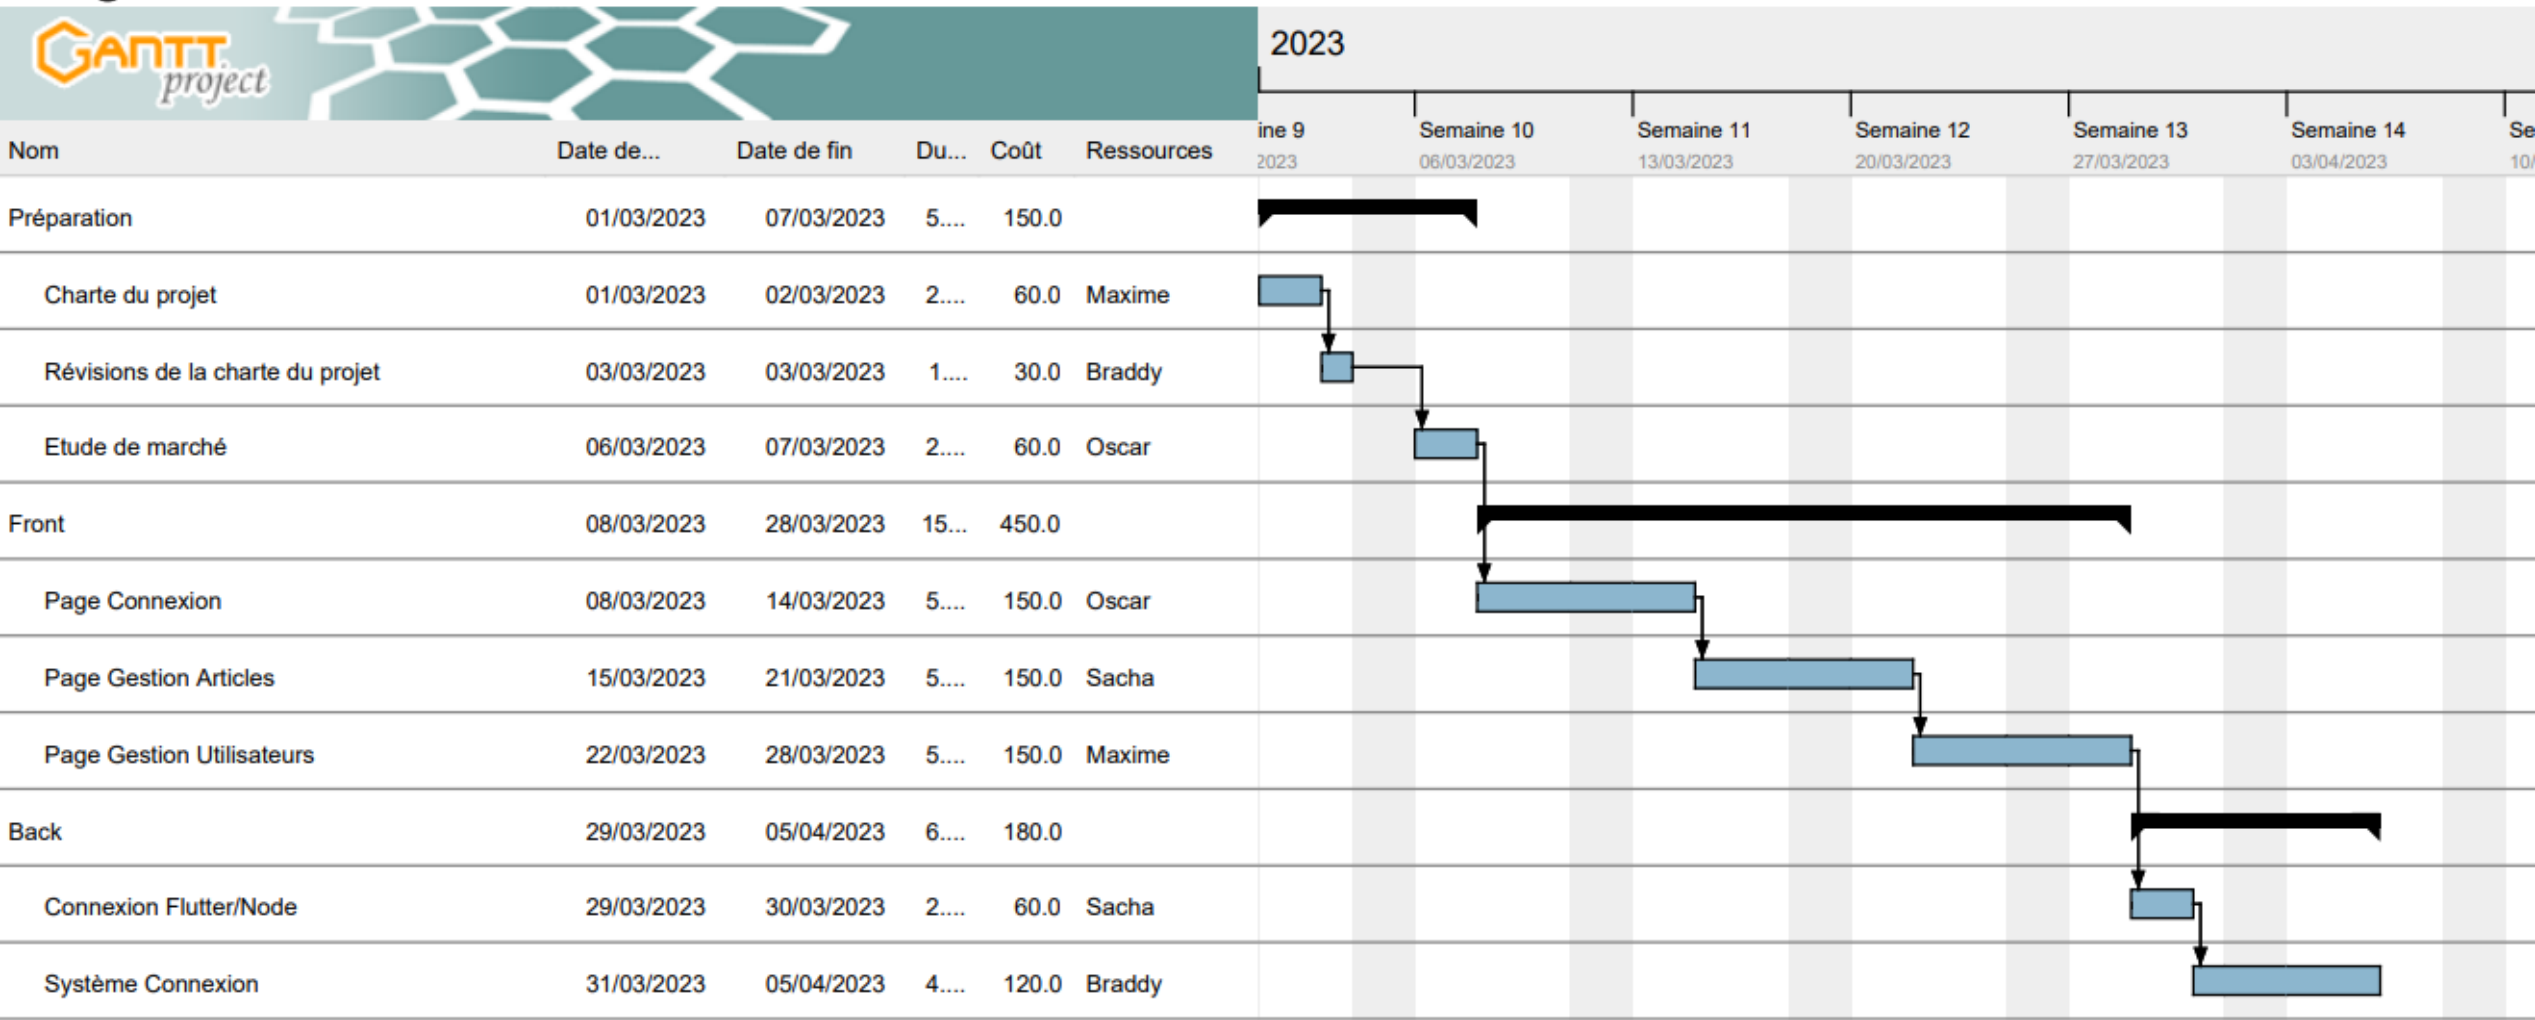 GANTT
project
2023
ine 9 Semaine 10 Semaine 11 Semaine 12 Semaine 13 Semaine 14 Se
2023 06/03/2023 13/03/2023 20/03/2023 27/03/2023 03/04/2023 10/
Nom Date de... Date de fin Du... Coût Ressources
Préparation 01/03/2023 07/03/2023 5.... 150.0
Charte du projet 01/03/2023 02/03/2023 2.... 60.0 Maxime
Révisions de la charte du projet 03/03/2023 03/03/2023 1.... 30.0 Braddy
Etude de marché 06/03/2023 07/03/2023 2.... 60.0 Oscar
Front 08/03/2023 28/03/2023 15... 450.0
Page Connexion 08/03/2023 14/03/2023 5.... 150.0 Oscar
Page Gestion Articles 15/03/2023 21/03/2023 5.... 150.0 Sacha
Page Gestion Utilisateurs 22/03/2023 28/03/2023 5.... 150.0 Maxime
Back 29/03/2023 05/04/2023 6.... 180.0
Connexion Flutter/Node 29/03/2023 30/03/2023 2.... 60.0 Sacha
Système Connexion 31/03/2023 05/04/2023 4.... 120.0 Braddy